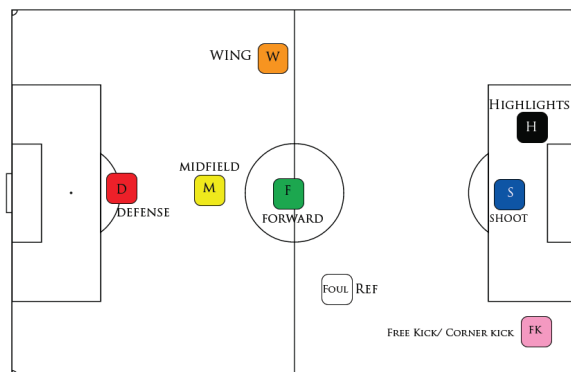 WING W
HIGHLIGHTS
H
MIDFIELD
D M F S
DEFENSE FORWARD SHOOT
FOUL REF
FREE KICK/ CORNER KICK FK